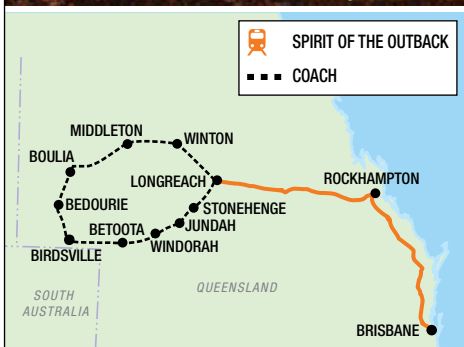 SPIRIT OF THE OUTBACK
COACH
MIDDLETON
WINTON
BOULIA
LONGREACH
ROCKHAMPTON
BEDOURIE
STONEHENGE
JUNDAH
BETOOTA
WINDORAH
BIRDSVILLE
QUEENSLAND
SOUTH
AUSTRALIA
BRISBANE